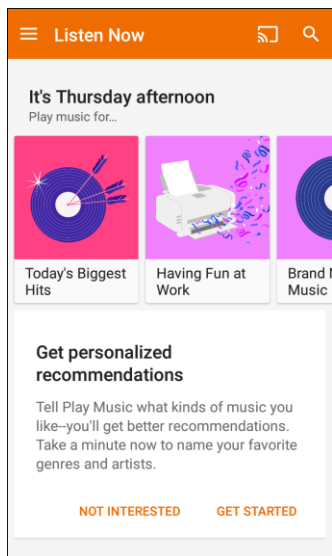 Listen Now
It's Thursday afternoon
Play music for...
Today's Biggest
Hits
Having Fun at
Work
Brand
Music
Get personalized
recommendations
Tell Play Music what kinds of music you
like--you'll get better recommendations.
Take a minute now to name your favorite
genres and artists.
NOT INTERESTED
GET STARTED